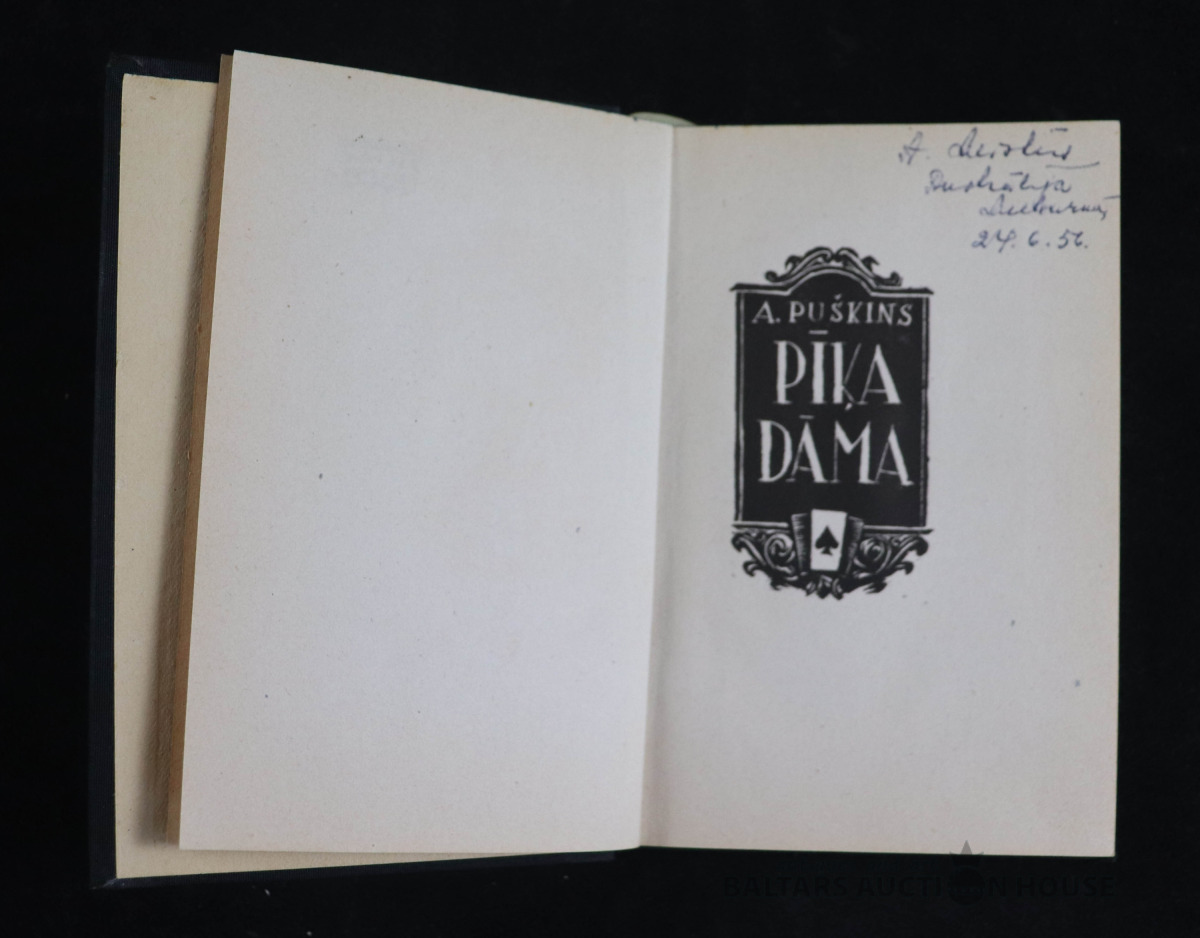 A.
24. 6. 56.
A. PUŠKINS
PĪĶA
DĀMA
BALTARS AUCTION HOUSE